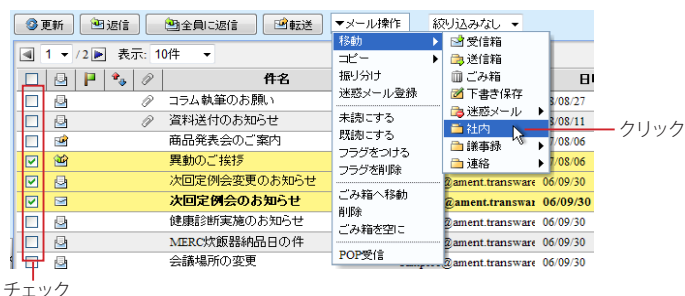 更新 返信 全員に返信 転送 ▼メール操作 絞り込みなし
1 / 2 表示: 10件
件名
コラム執筆のお願い 8/08/27
資料送付のお知らせ 8/08/11
商品発表会のご案内 7/08/06
異動のご挨拶 7/08/06
次回定例会変更のお知らせ @ament.transware 06/09/30
次回定例会のお知らせ @ament.transwar 06/09/30
健康診断実施のお知らせ @ament.transware 06/09/30
MERC炊飯器納品日の件 @ament.transware 06/09/30
会議場所の変更 @ament.transware 06/09/30
移動
コピー
振り分け
迷惑メール登録
未読にする
既読にする
フラグをつける
フラグを削除
ごみ箱へ移動
削除
ごみ箱を空に
POP受信
受信箱
送信箱
ごみ箱
下書き保存
迷惑メール
社内
議事録
連絡
クリック
チェック